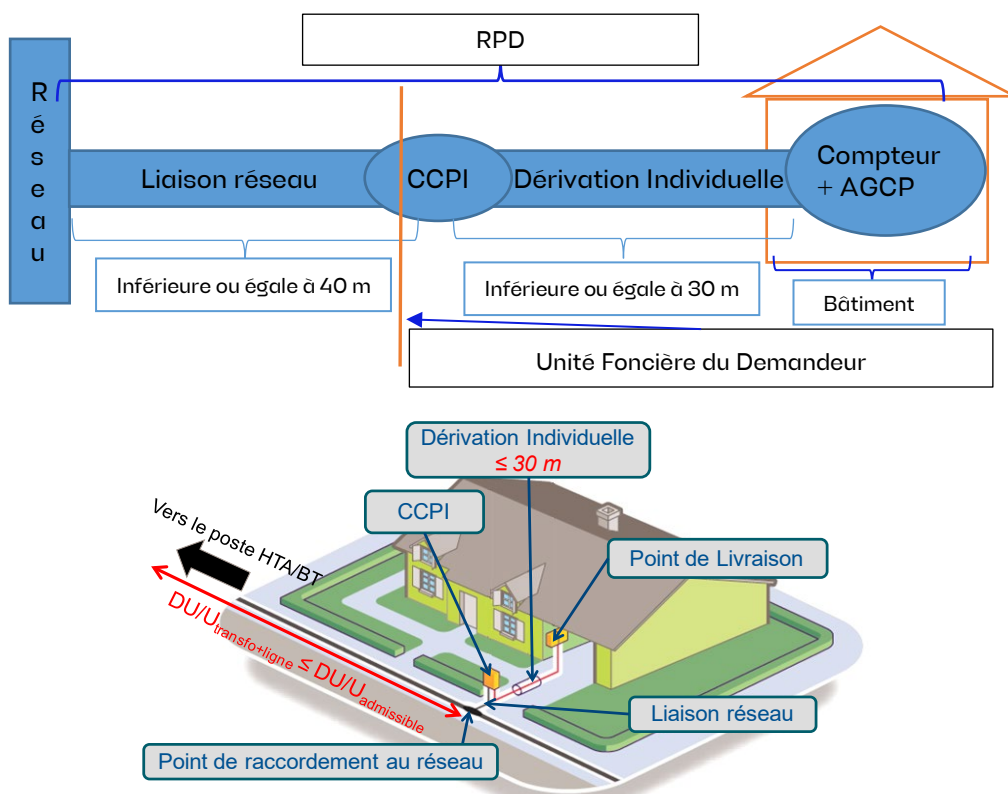 RPD
Réseau
Liaison réseau
CCPI
Dérivation Individuelle
Compteur
+ AGCP
Inférieure ou égale à 40 m
Inférieure ou égale à 30 m
Bâtiment
Unité Foncière du Demandeur
Dérivation Individuelle
≤ 30 m
CCPI
Vers le poste HTA/BT
Point de Livraison
DU/Utransfo+ligne ≤ DU/Uadmissible
Liaison réseau
Point de raccordement au réseau